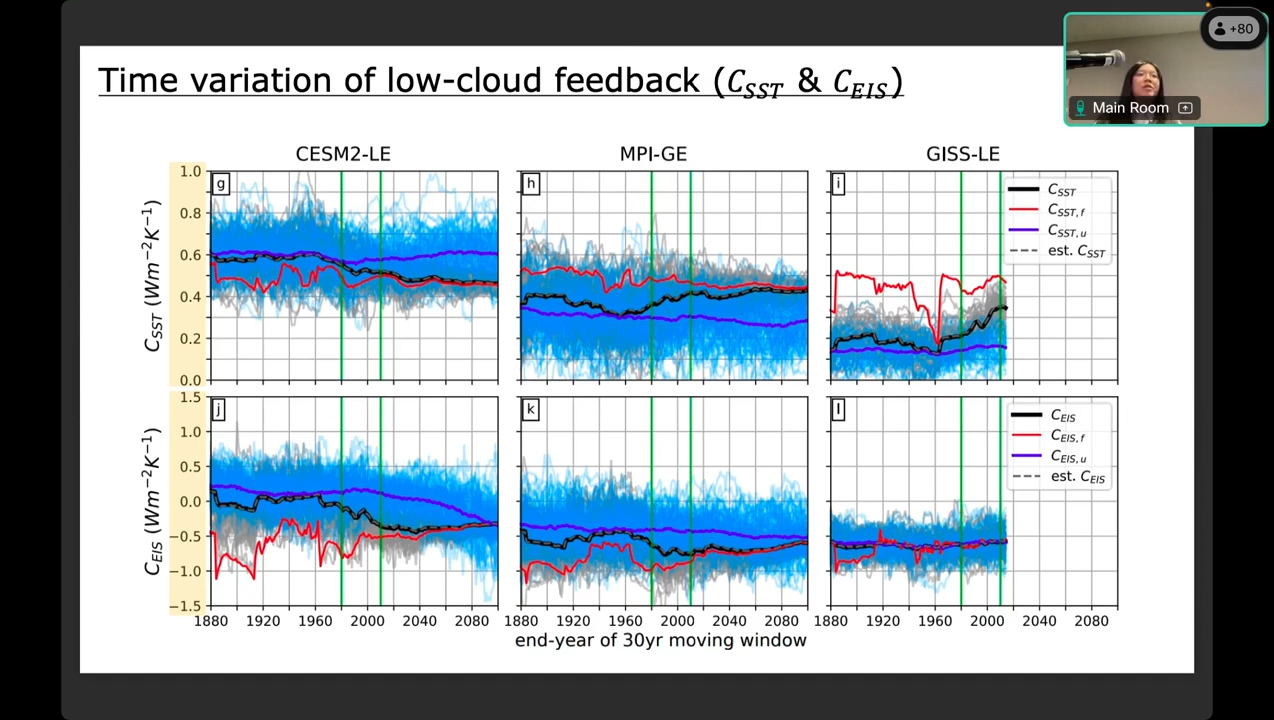 +80
Main Room
Time variation of low-cloud feedback (C_SST & C_EIS)
CESM2-LE
MPI-GE
GISS-LE
C_SST (Wm⁻²K⁻¹)
1.0
0.8
0.6
0.4
0.2
0.0
g
h
i
C_SST
C_SST,f
C_SST,u
est. C_SST
C_EIS (Wm⁻²K⁻¹)
1.5
1.0
0.5
0.0
−0.5
−1.0
−1.5
j
k
l
C_EIS
C_EIS,f
C_EIS,u
est. C_EIS
1880 1920 1960 2000 2040 2080
1880 1920 1960 2000 2040 2080
1880 1920 1960 2000 2040 2080
end-year of 30yr moving window